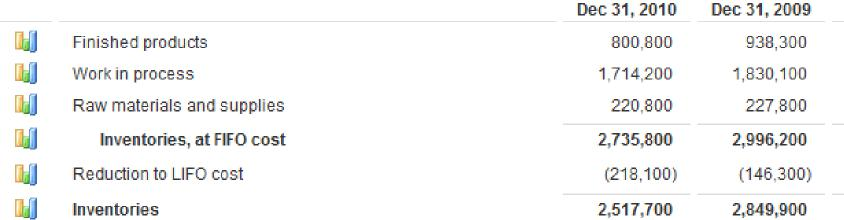 Dec 31, 2010 Dec 31, 2009
Finished products 800,800 938,300
Work in process 1,714,200 1,830,100
Raw materials and supplies 220,800 227,800
Inventories, at FIFO cost 2,735,800 2,996,200
Reduction to LIFO cost (218,100) (146,300)
Inventories 2,517,700 2,849,900